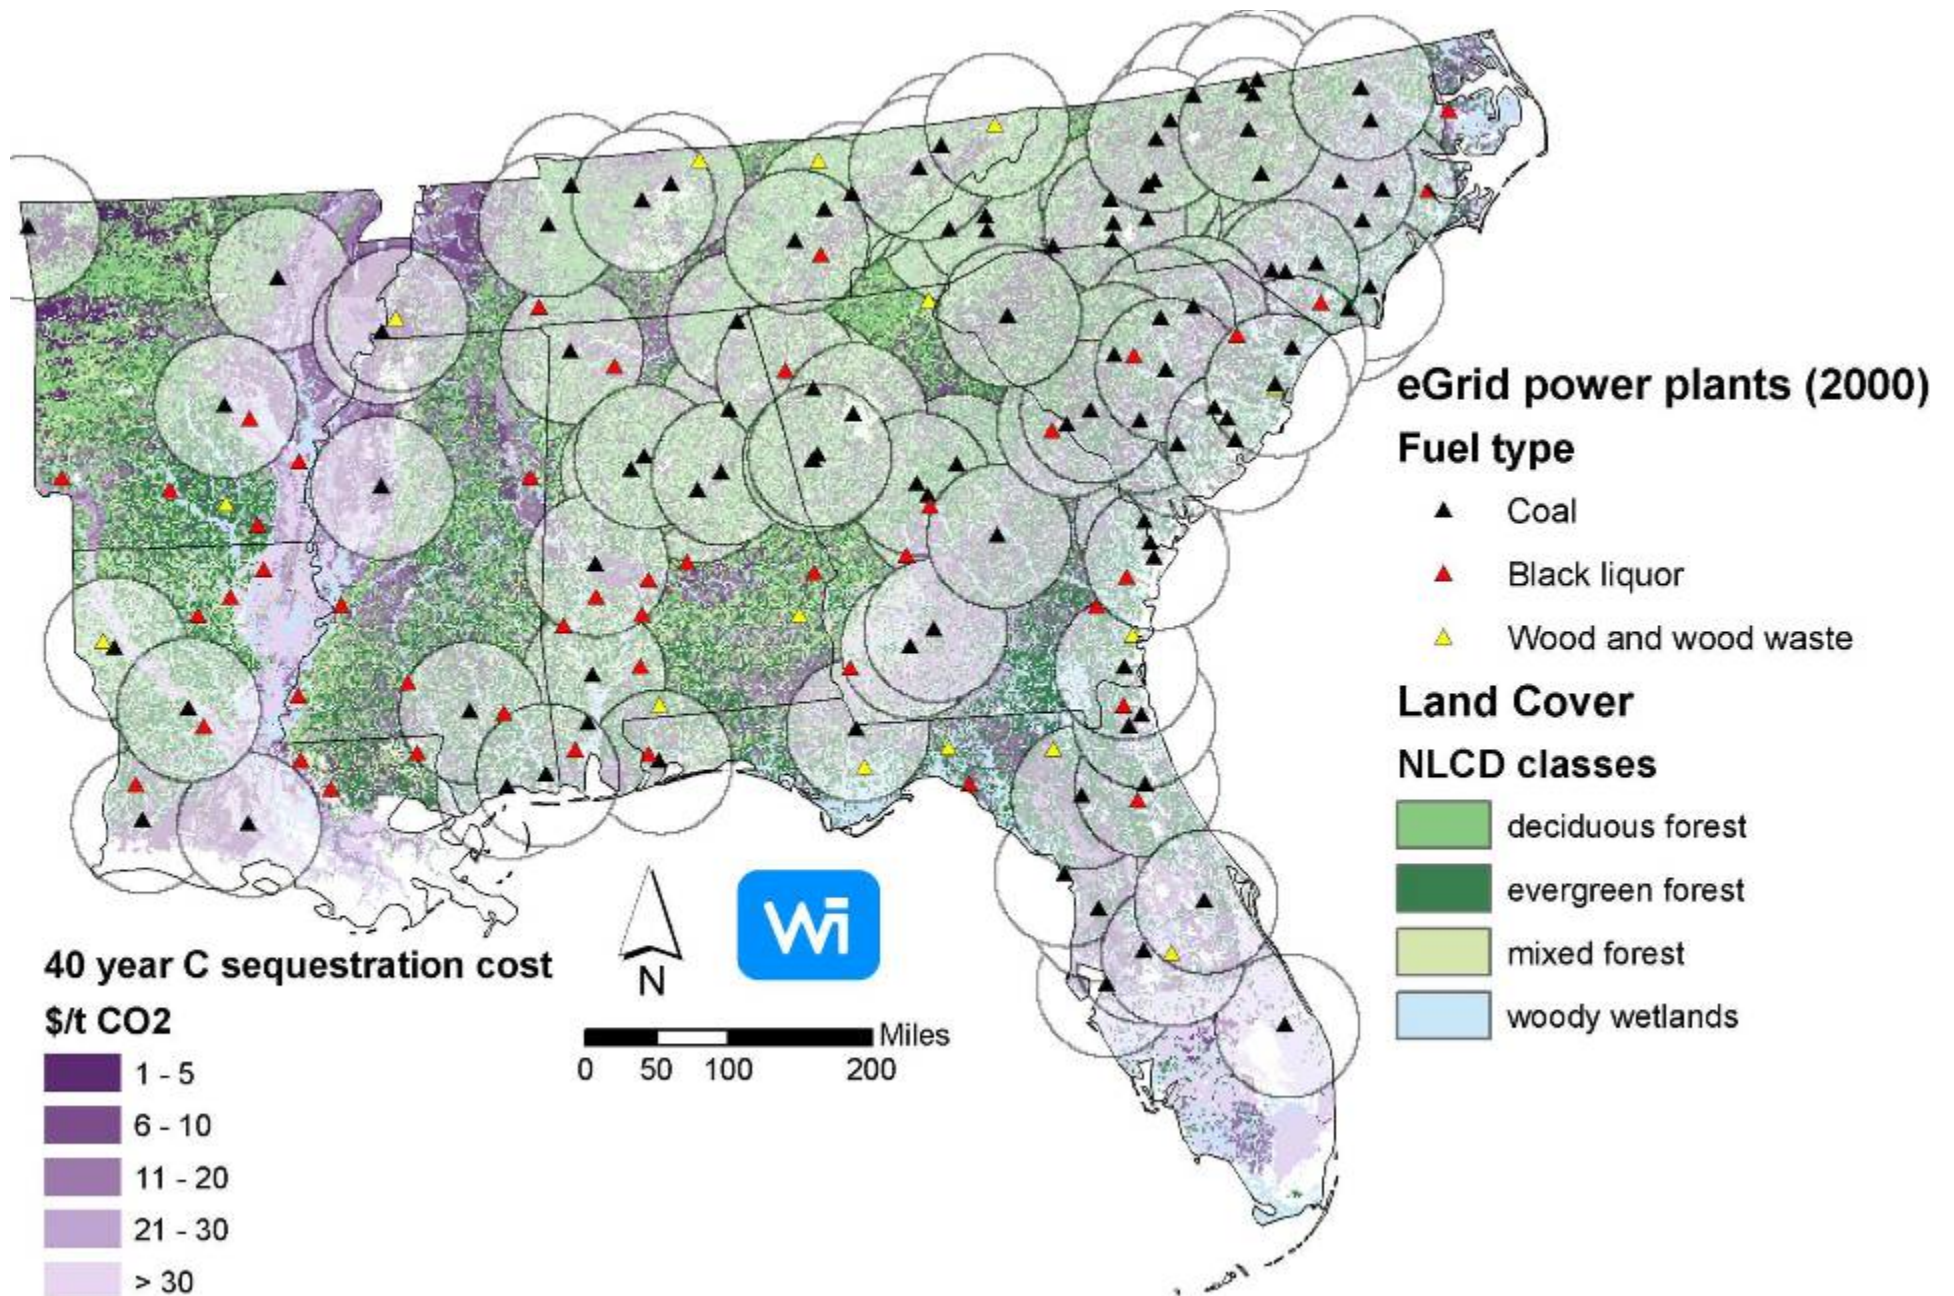 eGrid power plants (2000)
Fuel type
Coal
Black liquor
Wood and wood waste
Land Cover
NLCD classes
deciduous forest
evergreen forest
mixed forest
woody wetlands
40 year C sequestration cost
$/t CO2
1 - 5
6 - 10
11 - 20
21 - 30
> 30
N
Wi
Miles
0 50 100 200